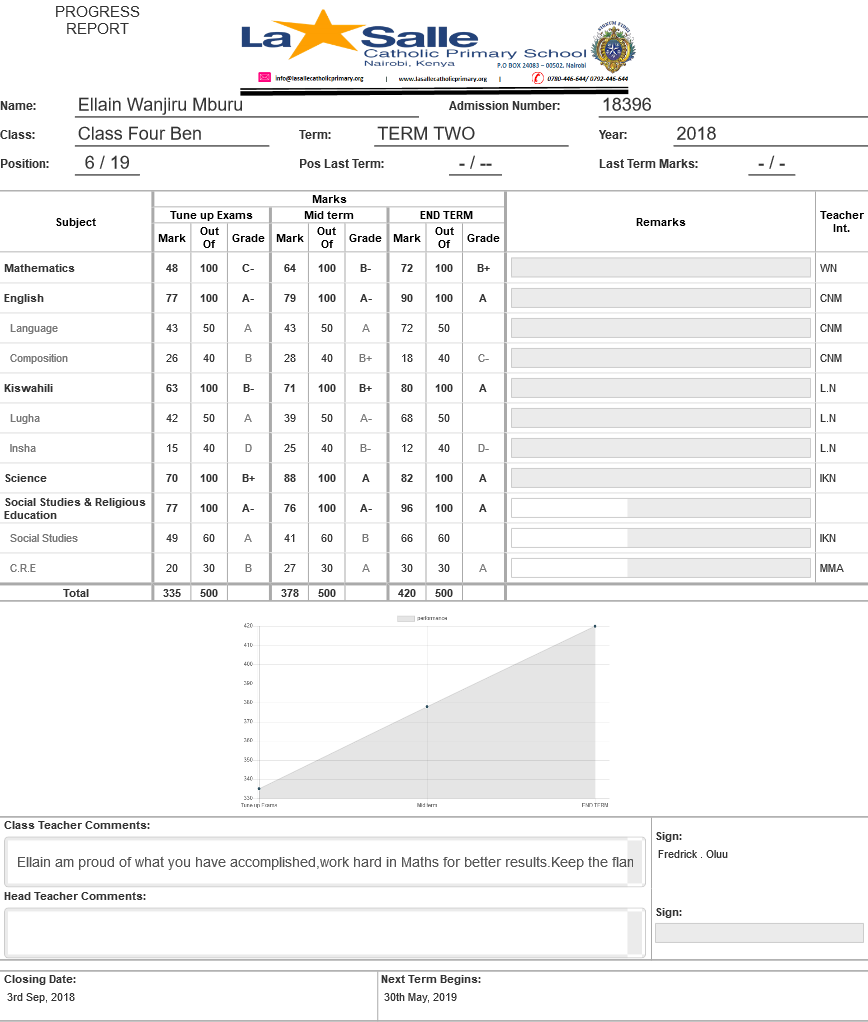 PROGRESS
REPORT
La Salle
Catholic Primary School
Nairobi, Kenya
P.O BOX 24083 – 00502, Nairobi
info@lasallecatholicprimary.org | www.lasallecatholicprimary.org | 0780-446-644/ 0792-446-644
Name: Ellain Wanjiru Mburu Admission Number: 18396
Class: Class Four Ben Term: TERM TWO Year: 2018
Position: 6 / 19 Pos Last Term: - / -- Last Term Marks: - / -
Subject Marks Remarks Teacher Int.
Tune up Exams Mid term END TERM
Mark Out Of Grade Mark Out Of Grade Mark Out Of Grade
Mathematics 48 100 C- 64 100 B- 72 100 B+ WN
English 77 100 A- 79 100 A- 90 100 A CNM
Language 43 50 A 43 50 A 72 50 CNM
Composition 26 40 B 28 40 B+ 18 40 C- CNM
Kiswahili 63 100 B- 71 100 B+ 80 100 A L.N
Lugha 42 50 A 39 50 A- 68 50 L.N
Insha 15 40 D 25 40 B- 12 40 D- L.N
Science 70 100 B+ 88 100 A 82 100 A IKN
Social Studies & Religious
Education 77 100 A- 76 100 A- 96 100 A
Social Studies 49 60 A 41 60 B 66 60 IKN
C.R.E 20 30 B 27 30 A 30 30 A MMA
Total 335 500 378 500 420 500
performance
420
410
400
390
380
370
360
350
340
330
Tune up Exams Mid term END TERM
Class Teacher Comments:
Ellain am proud of what you have accomplished,work hard in Maths for better results.Keep the
Sign:
Fredrick . Oluu
Head Teacher Comments:
Sign:
Closing Date: Next Term Begins:
3rd Sep, 2018 30th May, 2019